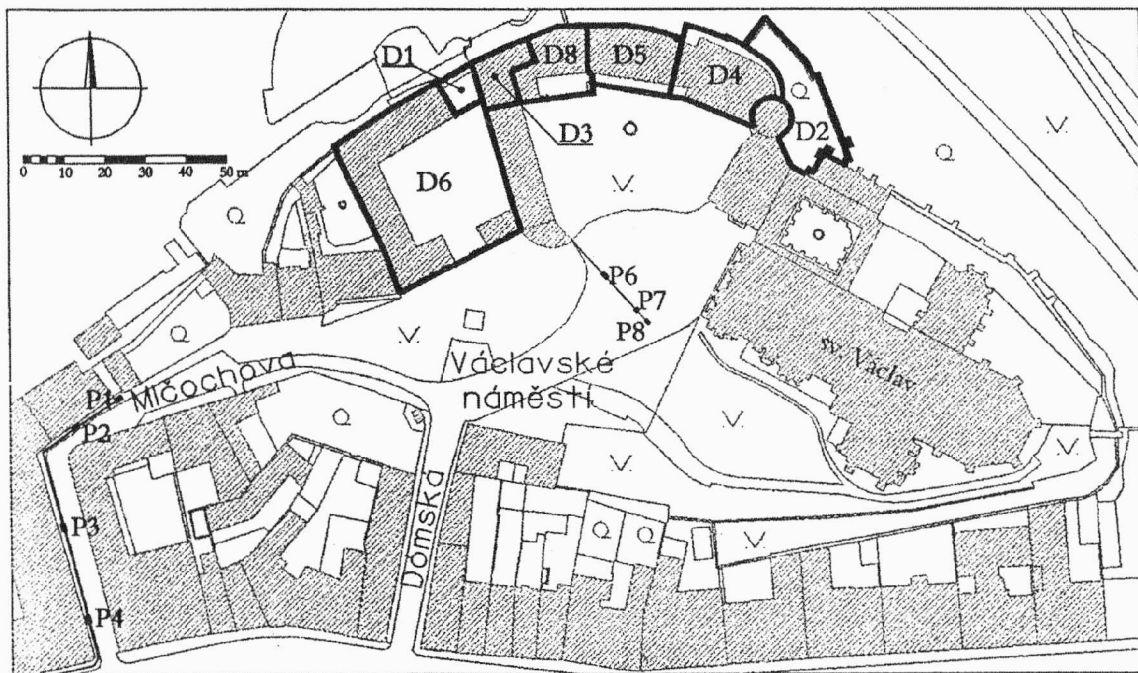 D1
D8
D5
D4
D3
D2
D6
0 10 20 30 40 50 m
P6
P7
P8
sv. Václav
Václavské
náměstí
Mlčochova
P1
P2
P3
P4
Dómská